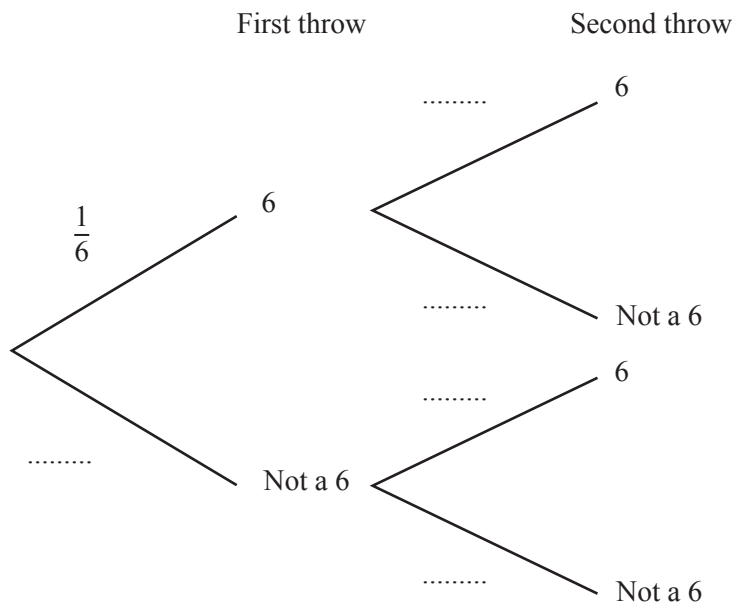 First throw
Second throw
.........
6
1/6
6
.........
Not a 6
.........
6
.........
Not a 6
.........
Not a 6